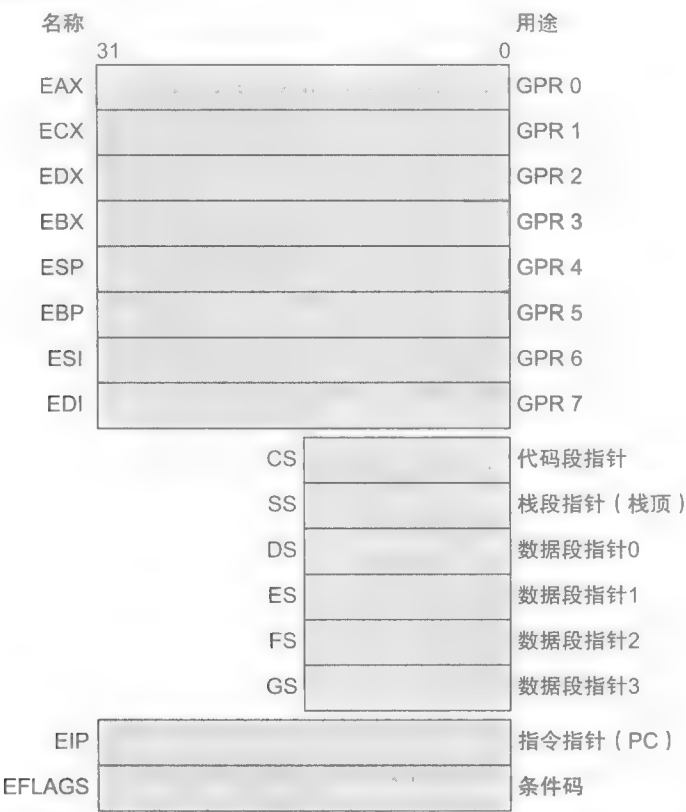 名称 用途
31 0
EAX GPR 0
ECX GPR 1
EDX GPR 2
EBX GPR 3
ESP GPR 4
EBP GPR 5
ESI GPR 6
EDI GPR 7
CS 代码段指针
SS 栈段指针（栈顶）
DS 数据段指针0
ES 数据段指针1
FS 数据段指针2
GS 数据段指针3
EIP 指令指针（PC）
EFLAGS 条件码